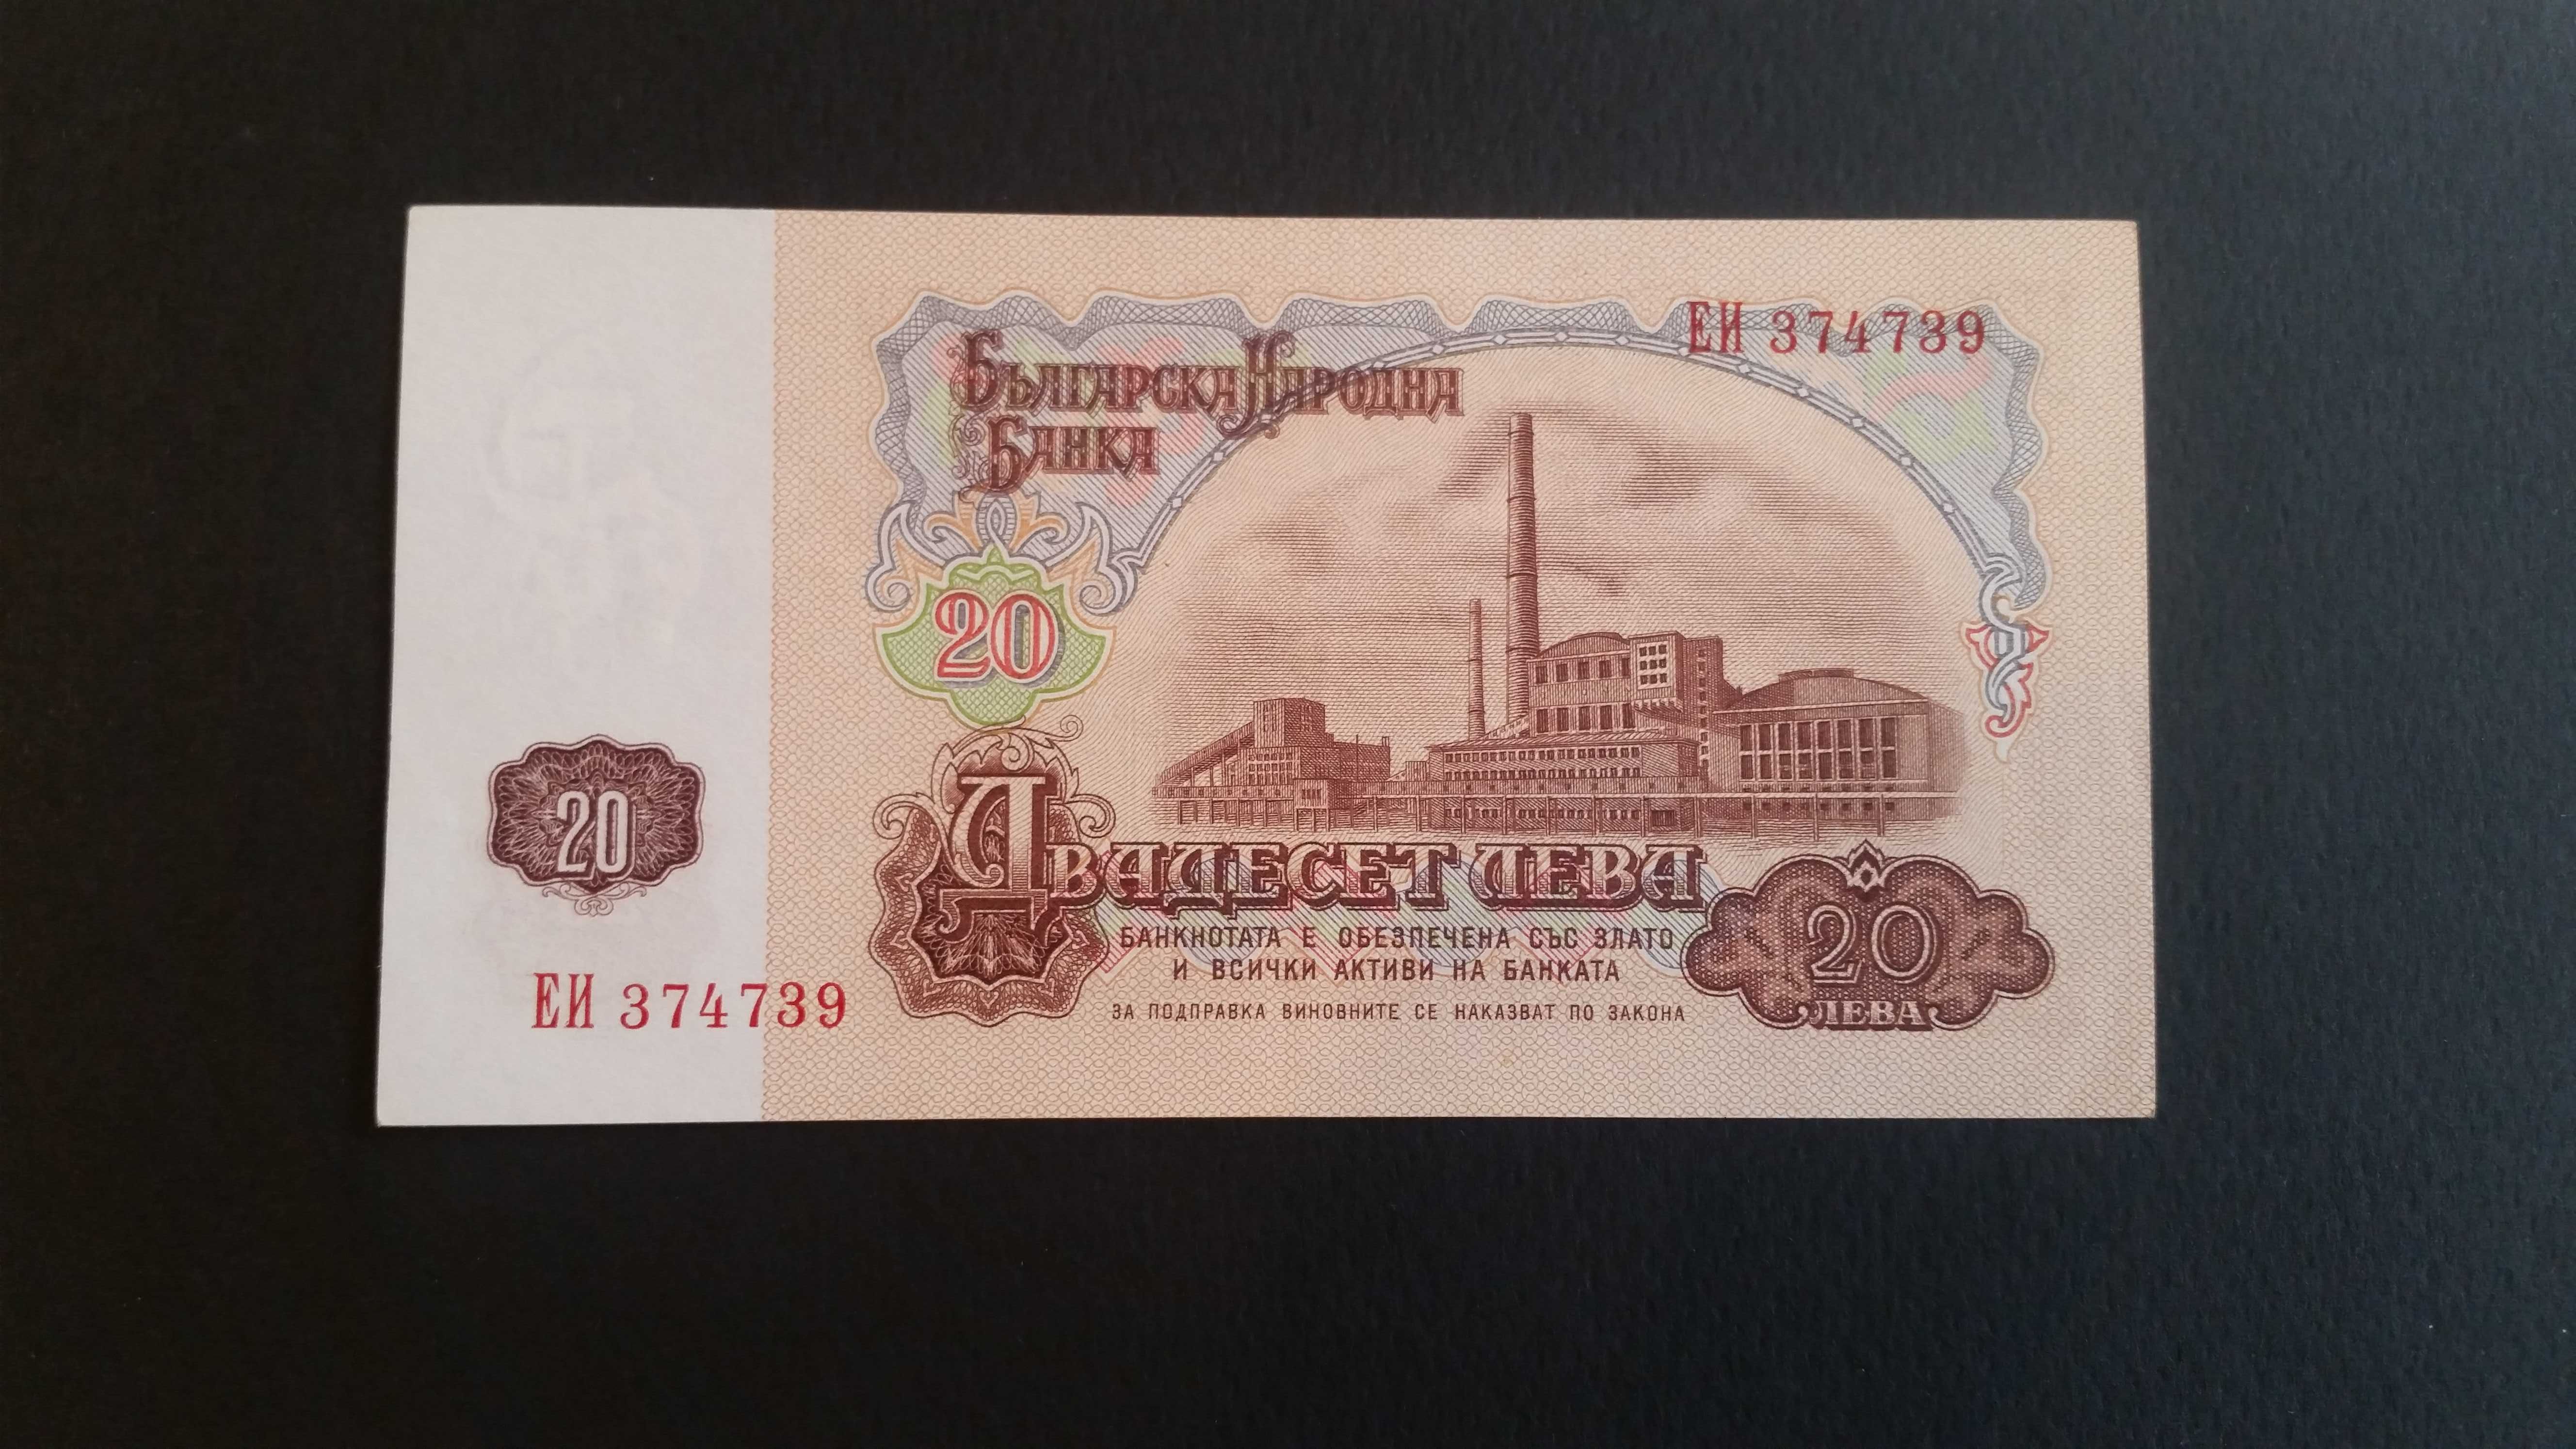 ЕИ 374739
Българска Народна
Банка
20
Двадесет лева
20
БАНКНОТАТА Е ОБЕЗПЕЧЕНА СЪС ЗЛАТО
И ВСИЧКИ АКТИВИ НА БАНКАТА
20
ЛЕВА
ЗА ПОДПРАВКА ВИНОВНИТЕ СЕ НАКАЗВАТ ПО ЗАКОНА
ЕИ 374739